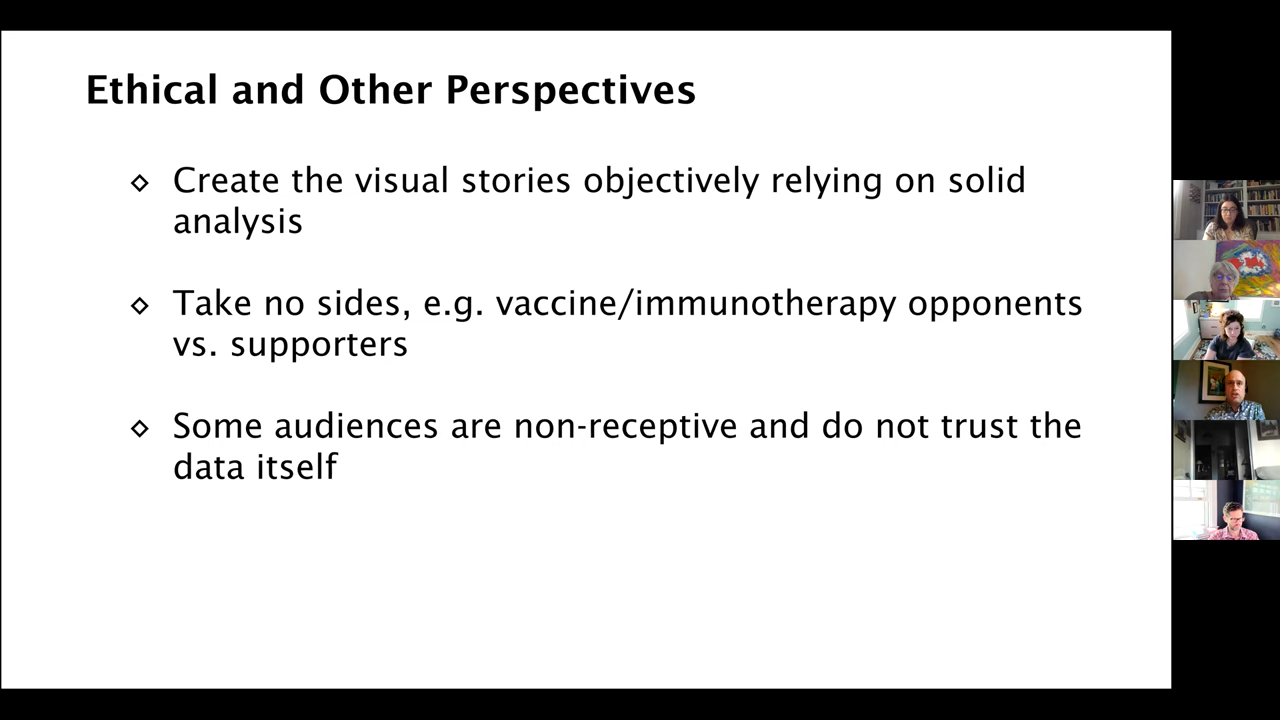 Ethical and Other Perspectives
⋄ Create the visual stories objectively relying on solid
analysis
⋄ Take no sides, e.g. vaccine/immunotherapy opponents
vs. supporters
⋄ Some audiences are non-receptive and do not trust the
data itself